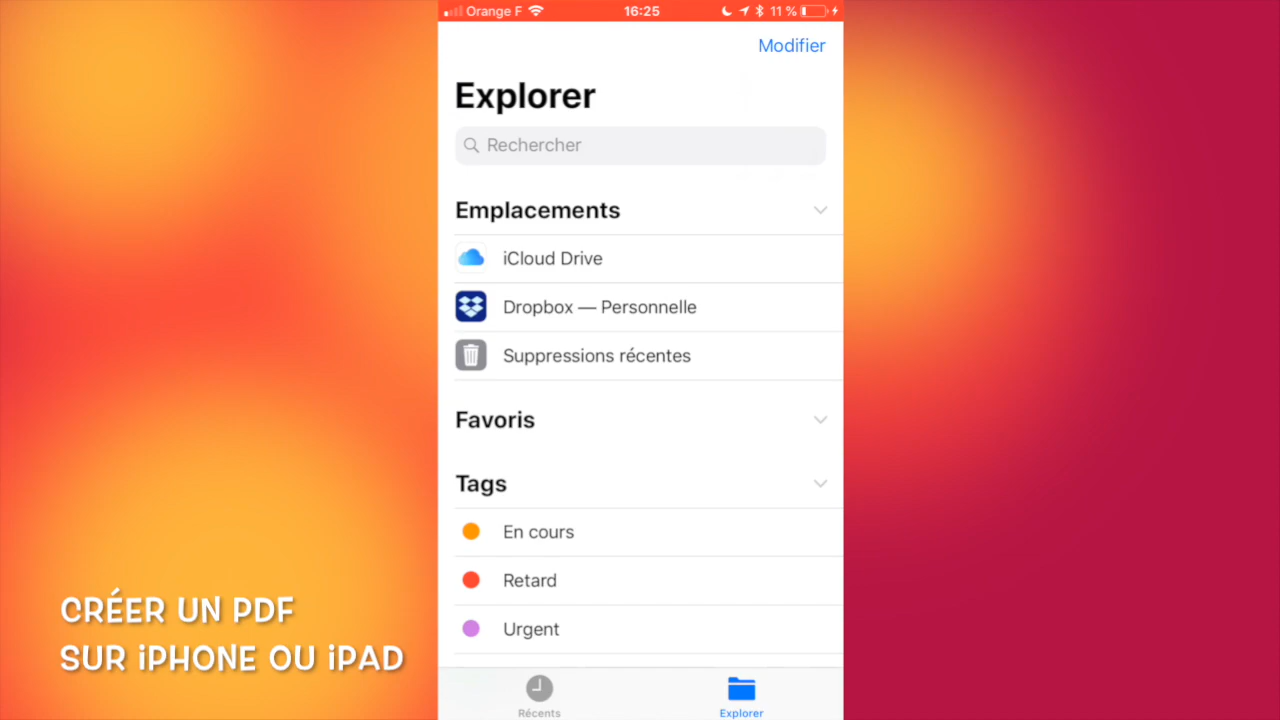 Orange F 16:25 11 %
Modifier
Explorer
Rechercher
Emplacements
iCloud Drive
Dropbox — Personnelle
Suppressions récentes
Favoris
Tags
En cours
Retard
Urgent
Récents Explorer
CRÉER UN PDF
SUR iPHONE OU iPAD